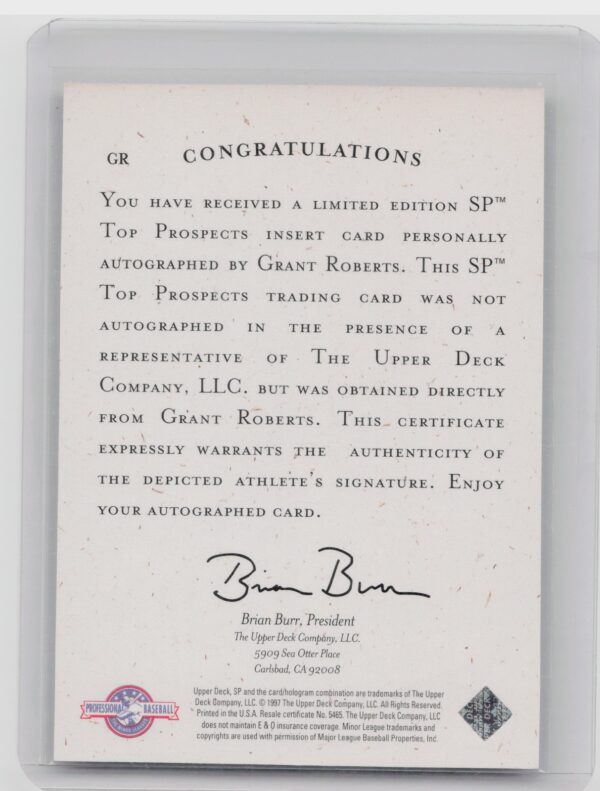 GR CONGRATULATIONS
YOU HAVE RECEIVED A LIMITED EDITION SP™
TOP PROSPECTS INSERT CARD PERSONALLY
AUTOGRAPHED BY GRANT ROBERTS. THIS SP™
TOP PROSPECTS TRADING CARD WAS NOT
AUTOGRAPHED IN THE PRESENCE OF A
REPRESENTATIVE OF THE UPPER DECK
COMPANY, LLC. BUT WAS OBTAINED DIRECTLY
FROM GRANT ROBERTS. THIS CERTIFICATE
EXPRESSLY WARRANTS THE AUTHENTICITY OF
THE DEPICTED ATHLETE'S SIGNATURE. ENJOY
YOUR AUTOGRAPHED CARD.
Brian Burr
Brian Burr, President
The Upper Deck Company, LLC.
5909 Sea Otter Place
Carlsbad, CA 92008
Upper Deck, SP and the card/hologram combination are trademarks of The Upper
Deck Company, LLC. © 1997 The Upper Deck Company, LLC. All Rights Reserved.
Printed in the U.S.A. Resale certificate No. 5465. The Upper Deck Company, LLC
does not maintain E & O insurance coverage. Minor League trademarks and
copyrights are used with permission of Major League Baseball Properties, Inc.
PROFESSIONAL BASEBALL